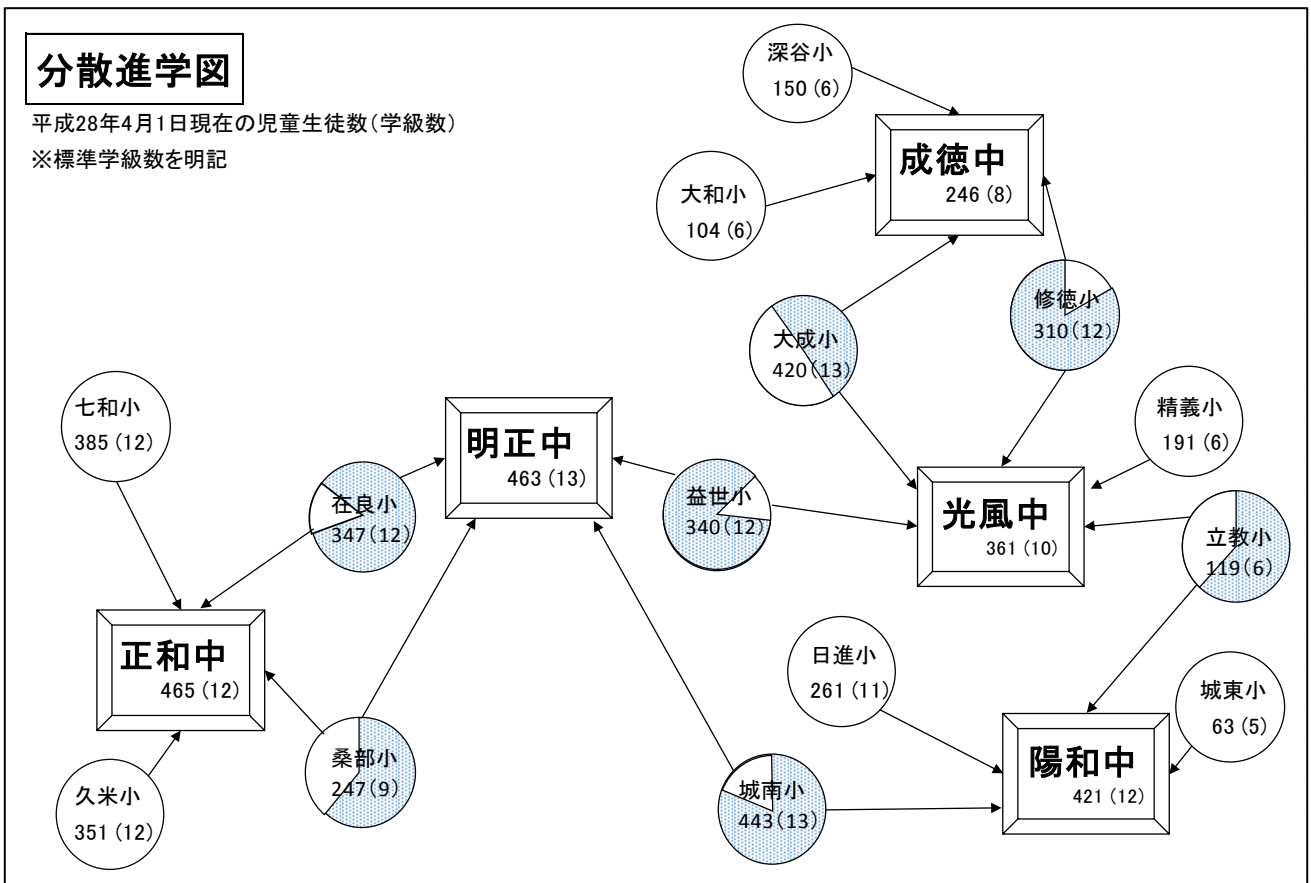 分散進学図
平成28年4月1日現在の児童生徒数(学級数)
※標準学級数を明記
深谷小
150 (6)
成徳中
246 (8)
大和小
104 (6)
修徳小
310(12)
大成小
420(13)
七和小
385 (12)
明正中
463 (13)
精義小
191 (6)
在良小
347(12)
益世小
340(12)
光風中
361 (10)
立教小
119(6)
正和中
465 (12)
日進小
261 (11)
城東小
63 (5)
桑部小
247(9)
陽和中
421 (12)
久米小
351 (12)
城南小
443(13)